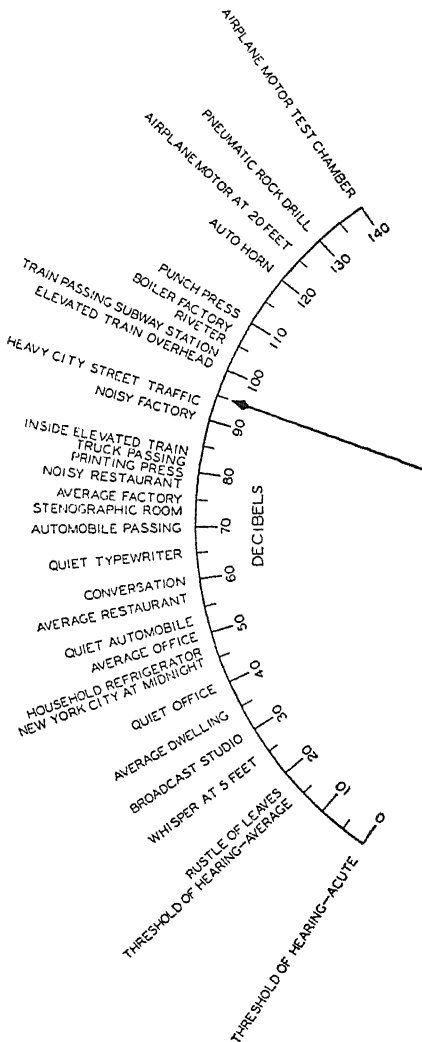 AIRPLANE MOTOR TEST CHAMBER
PNEUMATIC ROCK DRILL
AIRPLANE MOTOR AT 20 FEET
AUTO HORN
PUNCH PRESS
BOILER FACTORY
RIVETER
TRAIN PASSING SUBWAY STATION
ELEVATED TRAIN OVERHEAD
HEAVY CITY STREET TRAFFIC
NOISY FACTORY
INSIDE ELEVATED TRAIN
TRUCK PASSING
PRINTING PRESS
NOISY RESTAURANT
AVERAGE FACTORY
STENOGRAPHIC ROOM
AUTOMOBILE PASSING
QUIET TYPEWRITER
CONVERSATION
AVERAGE RESTAURANT
QUIET AUTOMOBILE
AVERAGE OFFICE
HOUSEHOLD REFRIGERATOR
NEW YORK CITY AT MIDNIGHT
QUIET OFFICE
AVERAGE DWELLING
BROADCAST STUDIO
WHISPER AT 5 FEET
RUSTLE OF LEAVES
THRESHOLD OF HEARING-AVERAGE
THRESHOLD OF HEARING-ACUTE
140
130
120
110
100
90
80
70
60
50
40
30
20
10
0
DECIBELS